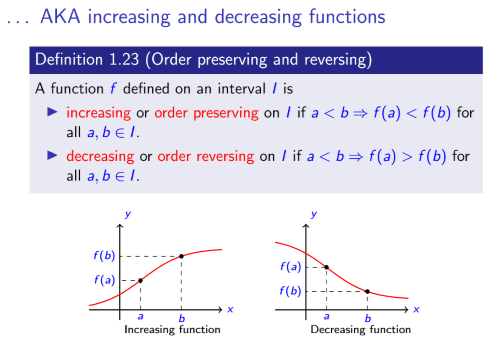 ... AKA increasing and decreasing functions
Definition 1.23 (Order preserving and reversing)
A function f defined on an interval I is
▶ increasing or order preserving on I if a < b ⇒ f(a) < f(b) for
all a, b ∈ I.
▶ decreasing or order reversing on I if a < b ⇒ f(a) > f(b) for
all a, b ∈ I.
y
f(b)
f(a)
a
b
x
Increasing function
y
f(a)
f(b)
a
b
x
Decreasing function